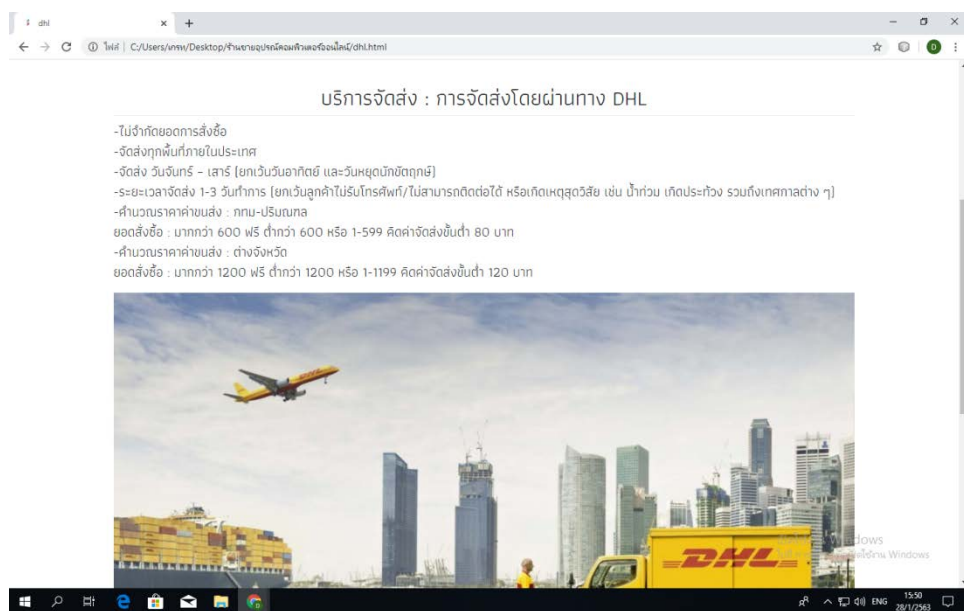 dhl
ไฟล์ | C:/Users/เกรท/Desktop/ร้านขายอุปรณ์คอมพิวเตอร์ออนไลน์/dhl.html
บริการจัดส่ง : การจัดส่งโดยผ่านทาง DHL
-ไม่จำกัดยอดการสั่งซื้อ
-จัดส่งทุกพื้นที่ภายในประเทศ
-จัดส่ง วันจันทร์ – เสาร์ [ยกเว้นวันอาทิตย์ และวันหยุดนักขัตฤกษ์]
-ระยะเวลาจัดส่ง 1-3 วันทำการ [ยกเว้นลูกค้าไม่รับโทรศัพท์/ไม่สามารถติดต่อได้ หรือเกิดเหตุสุดวิสัย เช่น น้ำท่วม เกิดประท้วง รวมถึงเทศกาลต่าง ๆ]
-คำนวณราคาค่าขนส่ง : กทม-ปริมณฑล
ยอดสั่งซื้อ : มากกว่า 600 ฟรี ต่ำกว่า 600 หรือ 1-599 คิดค่าจัดส่งขั้นต่ำ 80 บาท
-คำนวณราคาค่าขนส่ง : ต่างจังหวัด
ยอดสั่งซื้อ : มากกว่า 1200 ฟรี ต่ำกว่า 1200 หรือ 1-1199 คิดค่าจัดส่งขั้นต่ำ 120 บาท
DHL
Windows
ENG
15:50
28/1/2563